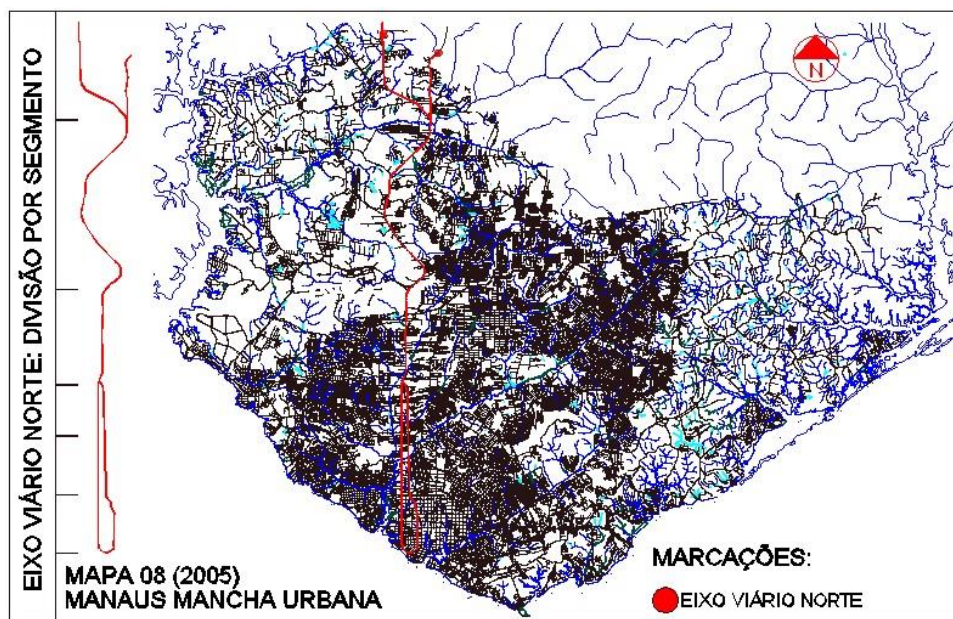 EIXO VIÁRIO NORTE: DIVISÃO POR SEGMENTO
N
MAPA 08 (2005)
MANAUS MANCHA URBANA
MARCAÇÕES:
EIXO VIÁRIO NORTE